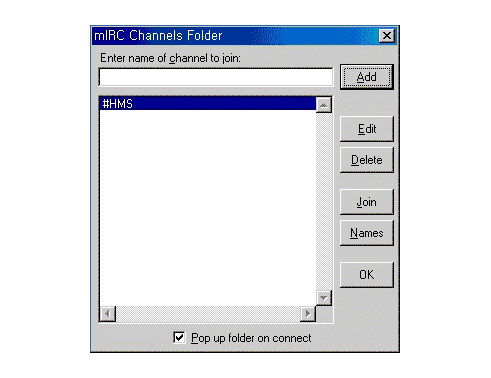 mIRC Channels Folder
Enter name of channel to join:
Add
#HMS
Edit
Delete
Join
Names
OK
Pop up folder on connect